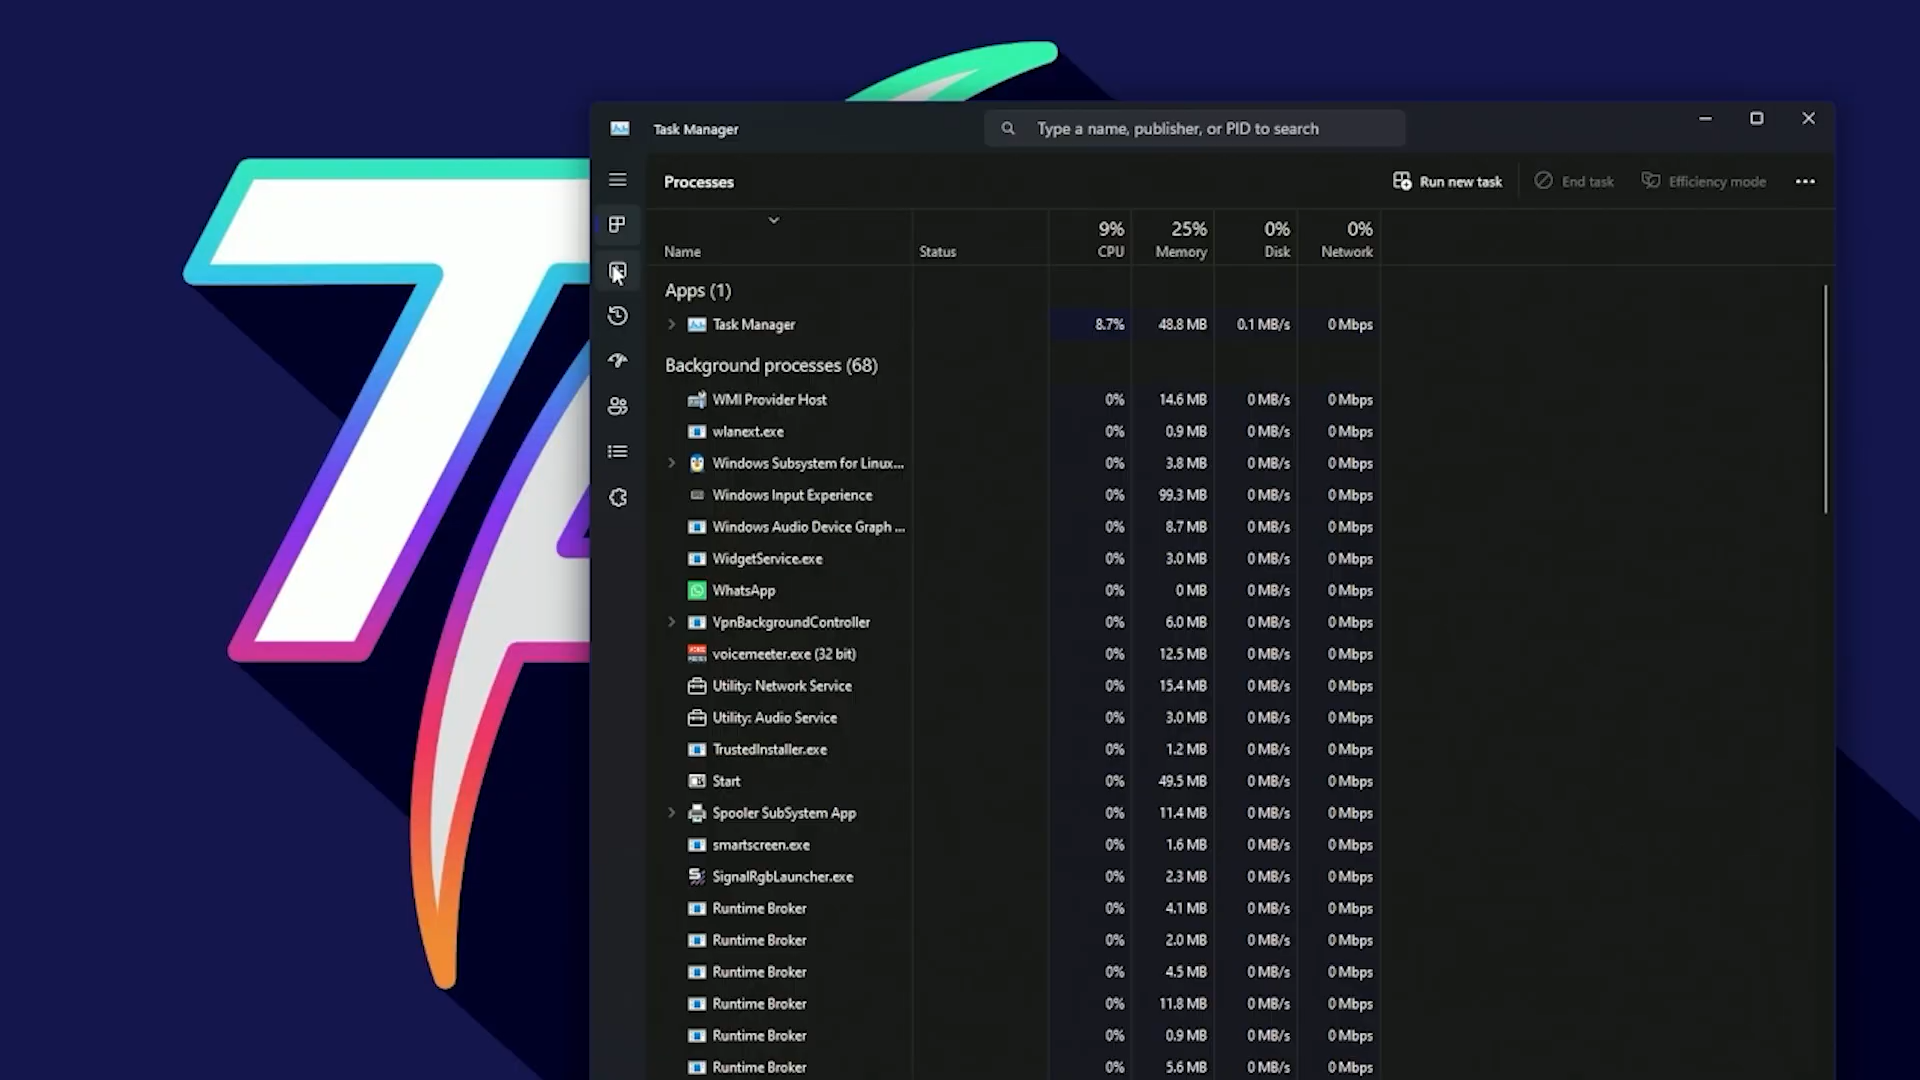 Task Manager
Type a name, publisher, or PID to search
Processes
Run new task
End task
Efficiency mode
9% 25% 0% 0%
Name Status CPU Memory Disk Network
Apps (1)
Task Manager 8.7% 48.8 MB 0.1 MB/s 0 Mbps
Background processes (68)
WMI Provider Host 0% 14.6 MB 0 MB/s 0 Mbps
wlanext.exe 0% 0.9 MB 0 MB/s 0 Mbps
Windows Subsystem for Linux... 0% 3.8 MB 0 MB/s 0 Mbps
Windows Input Experience 0% 99.3 MB 0 MB/s 0 Mbps
Windows Audio Device Graph ... 0% 8.7 MB 0 MB/s 0 Mbps
WidgetService.exe 0% 3.0 MB 0 MB/s 0 Mbps
WhatsApp 0% 0 MB 0 MB/s 0 Mbps
VpnBackgroundController 0% 6.0 MB 0 MB/s 0 Mbps
voicemeeter.exe (32 bit) 0% 12.5 MB 0 MB/s 0 Mbps
Utility: Network Service 0% 15.4 MB 0 MB/s 0 Mbps
Utility: Audio Service 0% 3.0 MB 0 MB/s 0 Mbps
TrustedInstaller.exe 0% 1.2 MB 0 MB/s 0 Mbps
Start 0% 49.5 MB 0 MB/s 0 Mbps
Spooler SubSystem App 0% 11.4 MB 0 MB/s 0 Mbps
smartscreen.exe 0% 1.6 MB 0 MB/s 0 Mbps
SignalRgbLauncher.exe 0% 2.3 MB 0 MB/s 0 Mbps
Runtime Broker 0% 4.1 MB 0 MB/s 0 Mbps
Runtime Broker 0% 2.0 MB 0 MB/s 0 Mbps
Runtime Broker 0% 4.5 MB 0 MB/s 0 Mbps
Runtime Broker 0% 11.8 MB 0 MB/s 0 Mbps
Runtime Broker 0% 0.9 MB 0 MB/s 0 Mbps
Runtime Broker 0% 5.6 MB 0 MB/s 0 Mbps